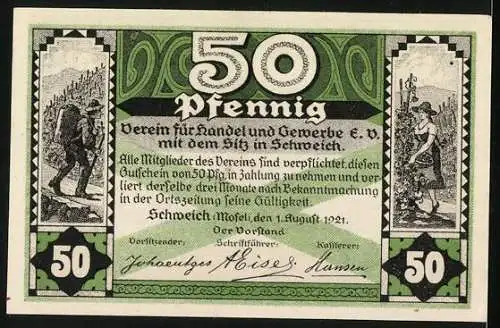 50
Pfennig
Verein für Handel und Gewerbe E. V.
mit dem Sitz in Schweich.
Alle Mitglieder des Vereins sind verpflichtet, diesen
Gutschein von 50 Pfg. in Zahlung zu nehmen und ver-
liert derselbe drei Monate nach Bekanntmachung
in der Ortszeitung seine Gültigkeit.
Schweich (Mosel), den 1. August 1921.
Der Vorstand
Vorsitzender: Schriftführer: Kassierer:
A Eisel Hansen
50 50